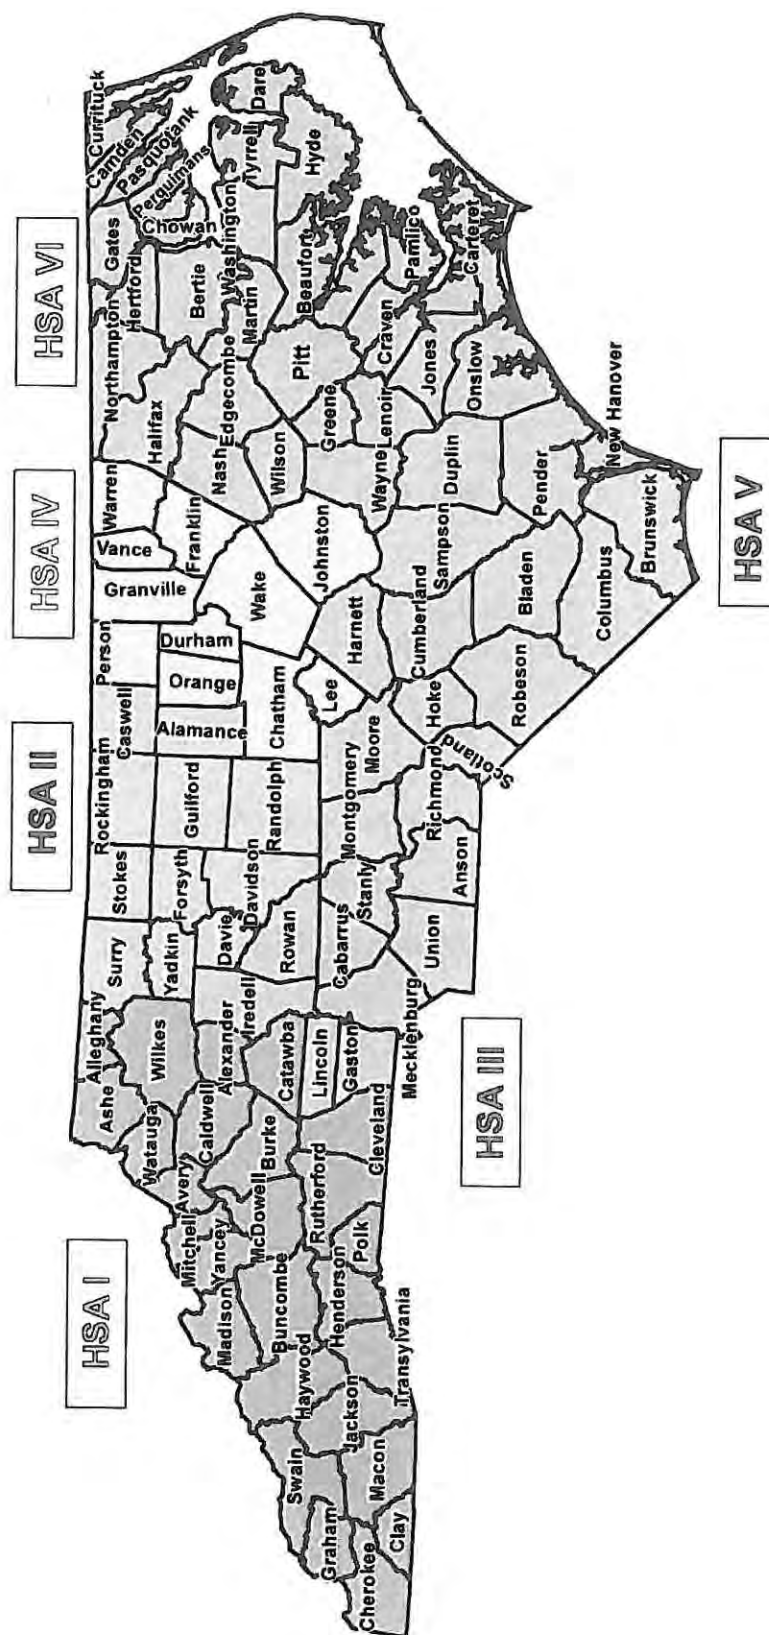 HSA I
HSA II
HSA IV
HSA VI
HSA III
HSA V
Cherokee
Graham
Clay
Swain
Macon
Jackson
Haywood
Transylvania
Madison
Buncombe
Henderson
Yancey
Mitchell
McDowell
Polk
Rutherford
Avery
Burke
Cleveland
Watauga
Caldwell
Ashe
Alleghany
Wilkes
Alexander
Catawba
Lincoln
Gaston
Iredell
Mecklenburg
Surry
Yadkin
Davie
Rowan
Cabarrus
Union
Stokes
Forsyth
Davidson
Stanly
Anson
Rockingham
Guilford
Randolph
Montgomery
Richmond
Caswell
Alamance
Chatham
Moore
Scotland
Hoke
Person
Orange
Durham
Lee
Robeson
Granville
Vance
Warren
Franklin
Wake
Harnett
Johnston
Cumberland
Sampson
Bladen
Columbus
Brunswick
Northampton
Halifax
Nash
Edgecombe
Wilson
Wayne
Greene
Lenoir
Duplin
Pender
New Hanover
Onslow
Jones
Hertford
Gates
Bertie
Martin
Pitt
Beaufort
Craven
Pamlico
Carteret
Chowan
Perquimans
Pasquotank
Camden
Currituck
Washington
Tyrrell
Dare
Hyde